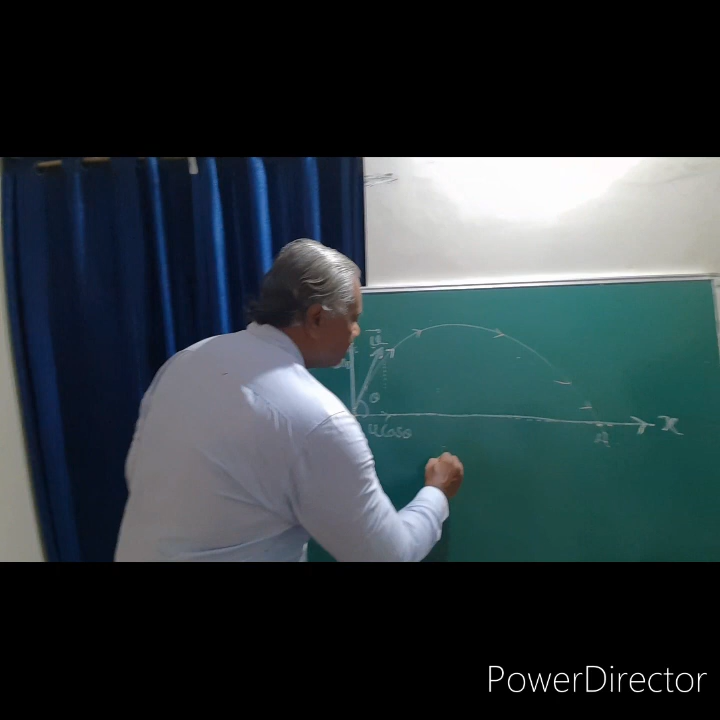 u
θ
x
u cosθ
PowerDirector